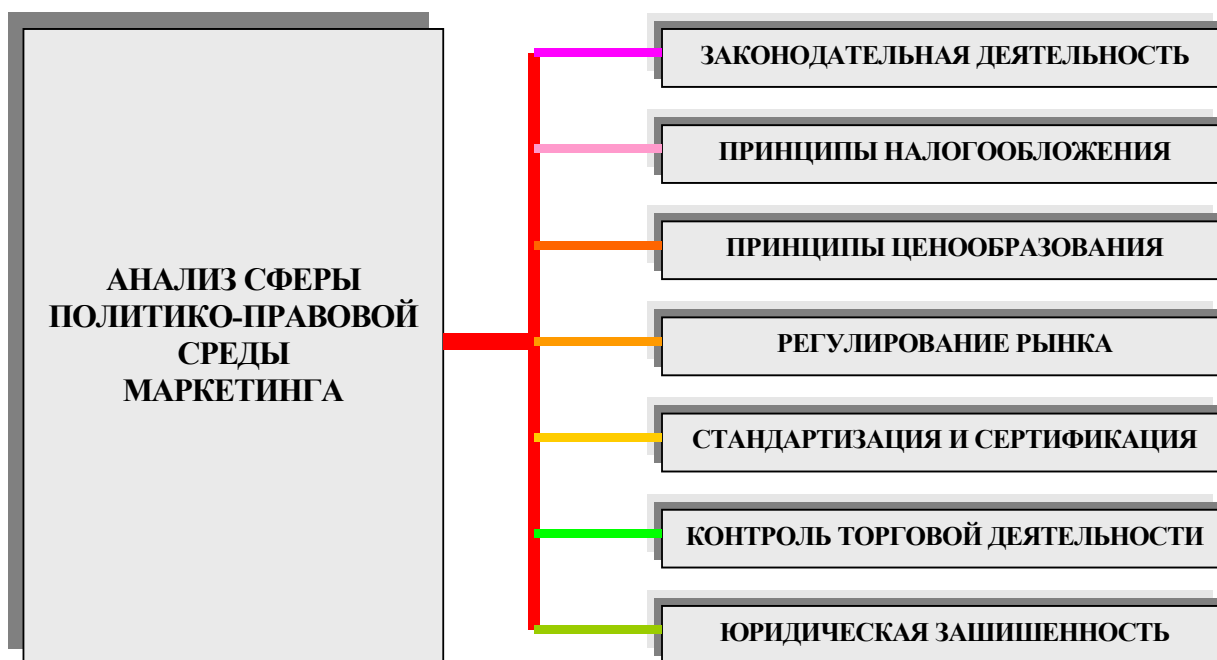 АНАЛИЗ СФЕРЫ
ПОЛИТИКО-ПРАВОВОЙ
СРЕДЫ
МАРКЕТИНГА
ЗАКОНОДАТЕЛЬНАЯ ДЕЯТЕЛЬНОСТЬ
ПРИНЦИПЫ НАЛОГООБЛОЖЕНИЯ
ПРИНЦИПЫ ЦЕНООБРАЗОВАНИЯ
РЕГУЛИРОВАНИЕ РЫНКА
СТАНДАРТИЗАЦИЯ И СЕРТИФИКАЦИЯ
КОНТРОЛЬ ТОРГОВОЙ ДЕЯТЕЛЬНОСТИ
ЮРИДИЧЕСКАЯ ЗАШИШЕННОСТЬ